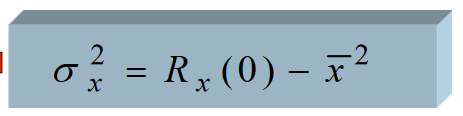 σ_x^2 = R_x(0) − x̄^2